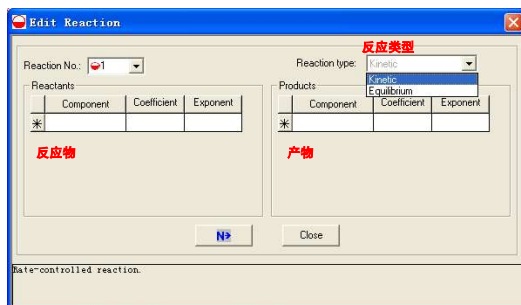 Edit Reaction
反应类型
Reaction No.: 1
Reaction type: Kinetic
Kinetic
Equilibrium
Reactants
Products
Component Coefficient Exponent
Component Coefficient Exponent
反应物
产物
N
Close
Rate-controlled reaction.